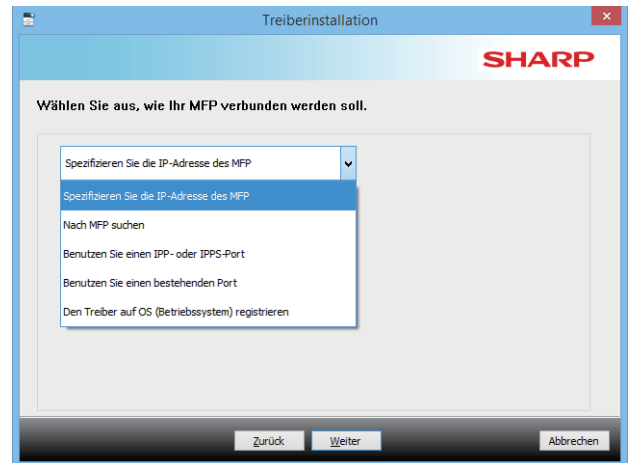 Treiberinstallation
SHARP
Wählen Sie aus, wie Ihr MFP verbunden werden soll.
Spezifizieren Sie die IP-Adresse des MFP
Spezifizieren Sie die IP-Adresse des MFP
Nach MFP suchen
Benutzen Sie einen IPP- oder IPPS-Port
Benutzen Sie einen bestehenden Port
Den Treiber auf OS (Betriebssystem) registrieren
Zurück Weiter Abbrechen